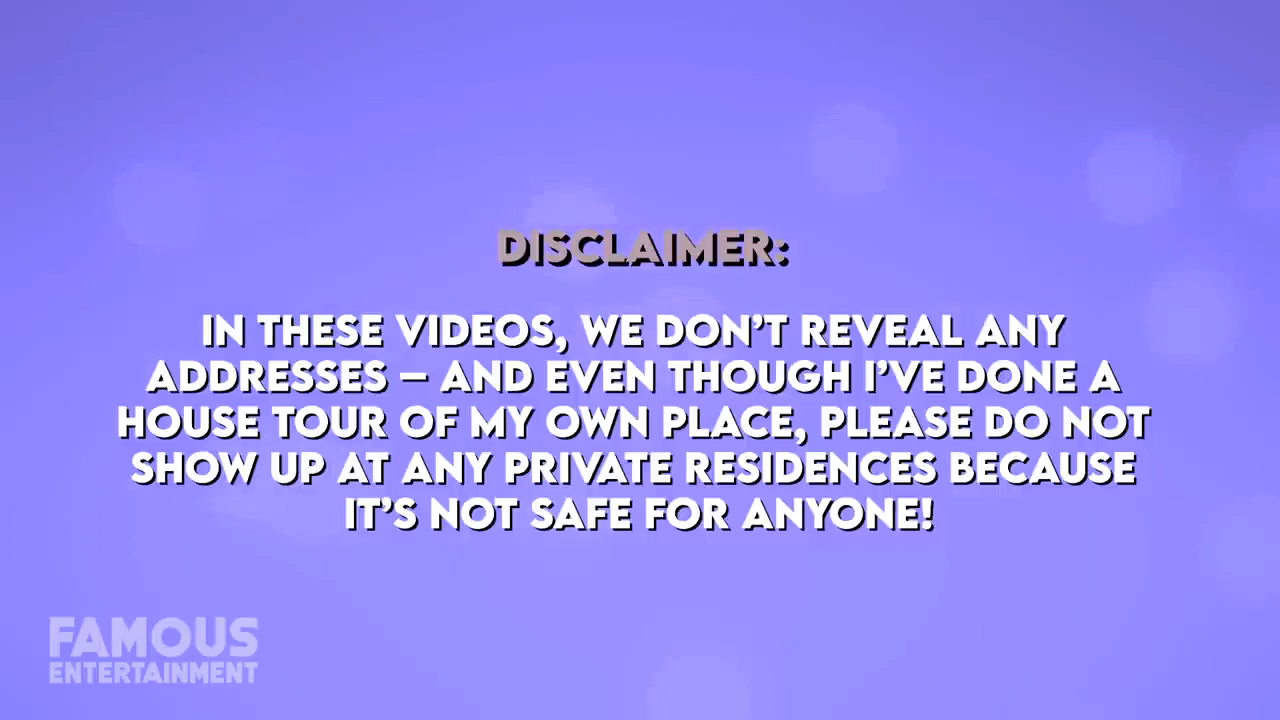 DISCLAIMER:
IN THESE VIDEOS, WE DON'T REVEAL ANY
ADDRESSES – AND EVEN THOUGH I'VE DONE A
HOUSE TOUR OF MY OWN PLACE, PLEASE DO NOT
SHOW UP AT ANY PRIVATE RESIDENCES BECAUSE
IT'S NOT SAFE FOR ANYONE!
FAMOUS
ENTERTAINMENT